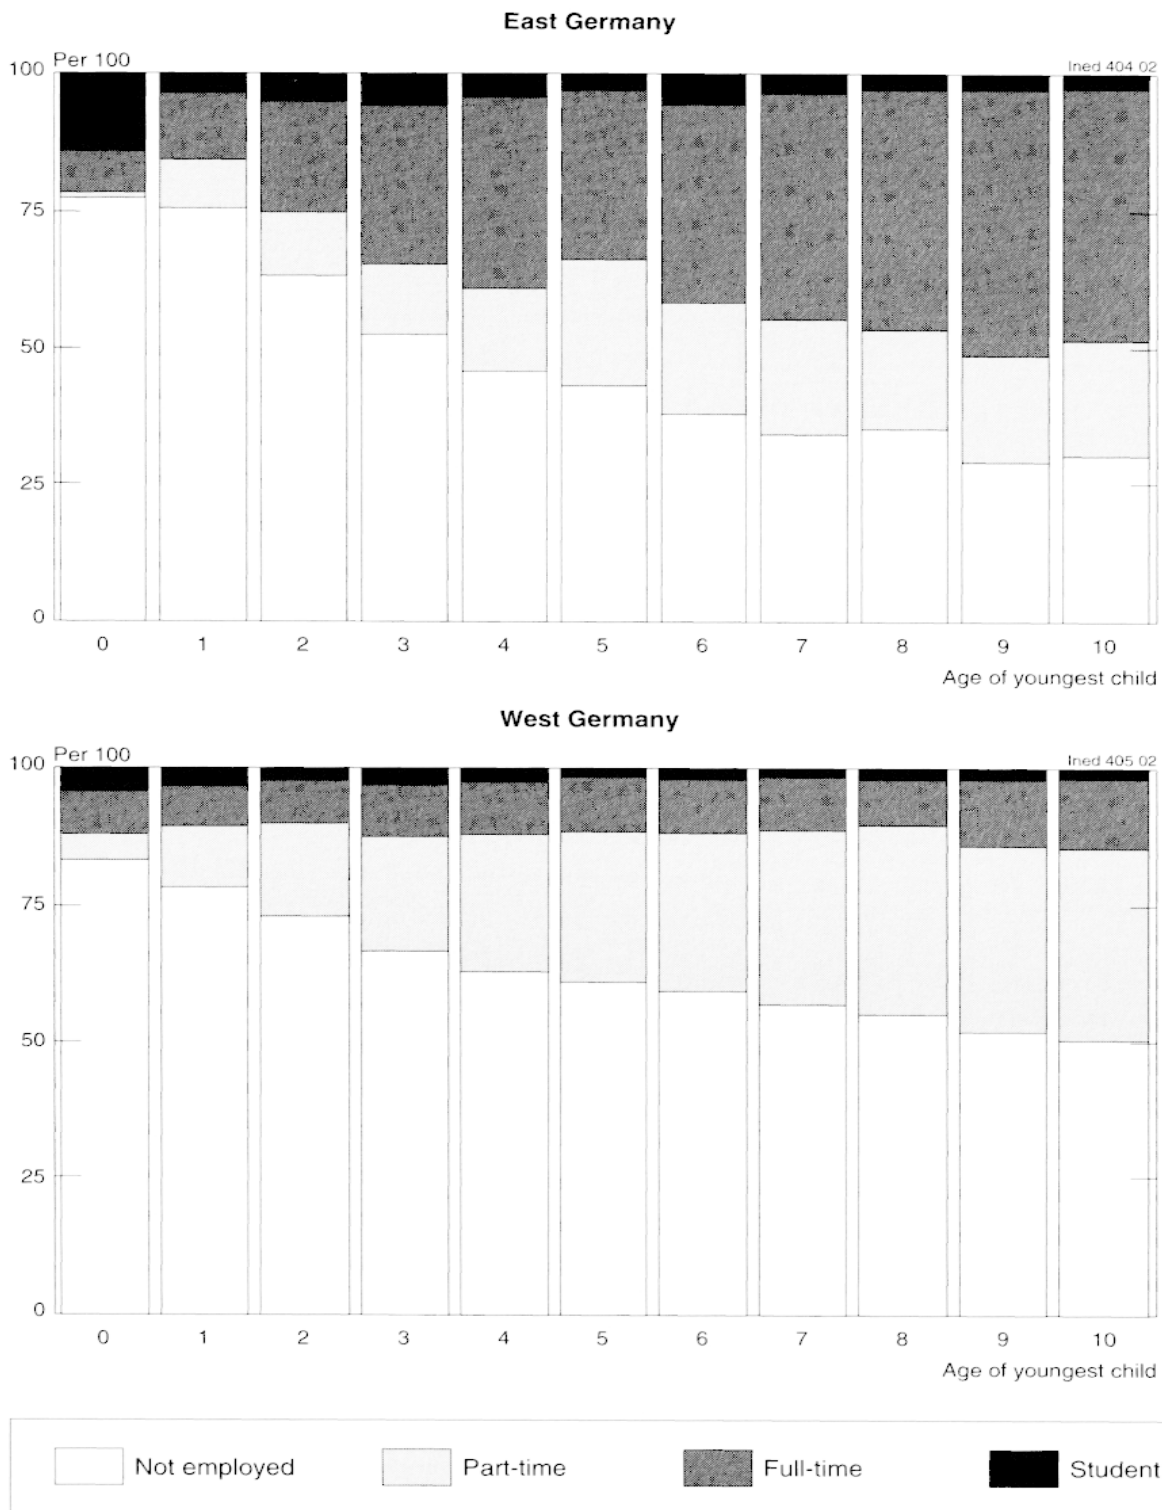 East Germany
Per 100
Ined 404 02
100
75
50
25
0
0 1 2 3 4 5 6 7 8 9 10
Age of youngest child
West Germany
Per 100
Ined 405 02
100
75
50
25
0
0 1 2 3 4 5 6 7 8 9 10
Age of youngest child
Not employed Part-time Full-time Student